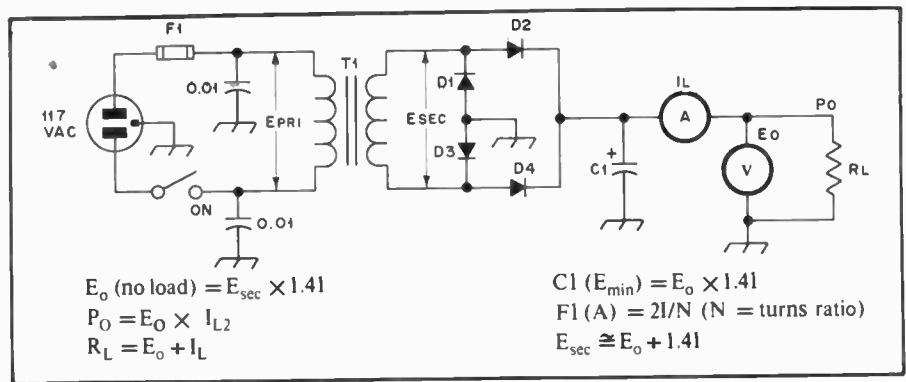 F1
T1
D2
0.01
117
VAC
EPRI
ESEC
D1
D3
D4
ON
0.01
C1
+
IL
A
PO
EO
V
RL
Eo (no load) = Esec × 1.41
PO = EO × IL2
RL = Eo + IL
C1 (Emin) = Eo × 1.41
F1 (A) = 2I/N (N = turns ratio)
Esec ≅ Eo + 1.41